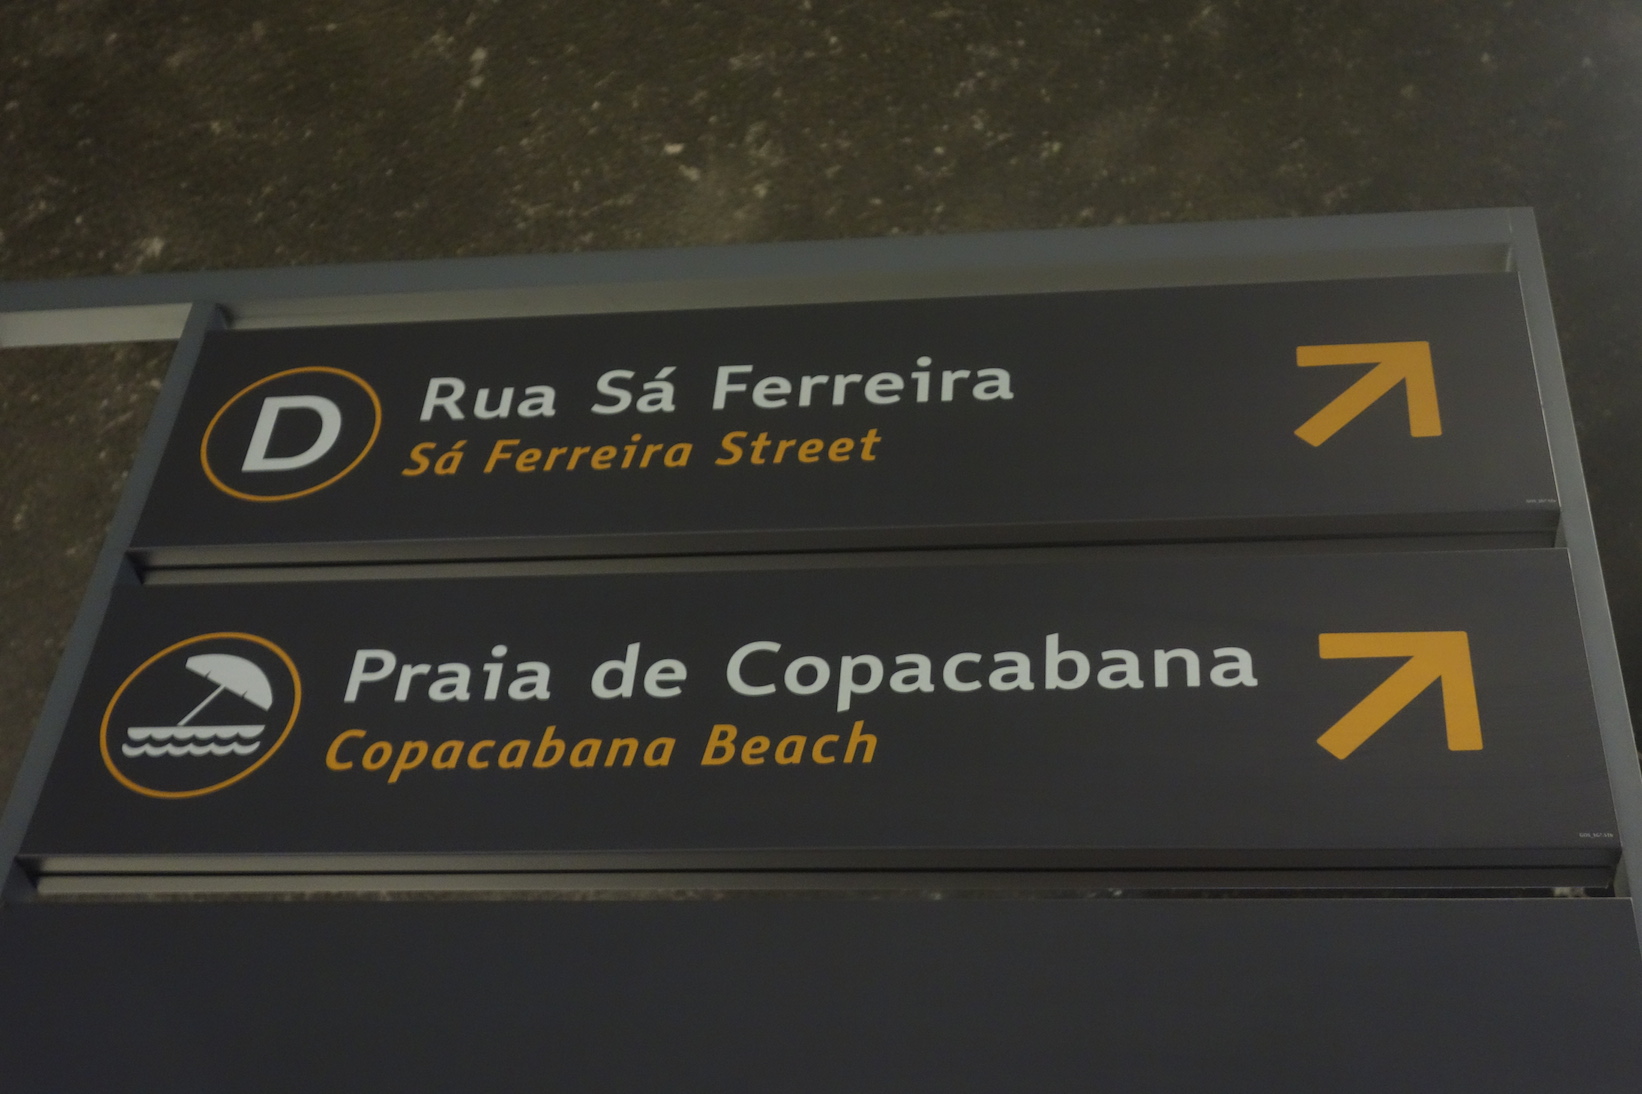 D
Rua Sá Ferreira
Sá Ferreira Street
Praia de Copacabana
Copacabana Beach